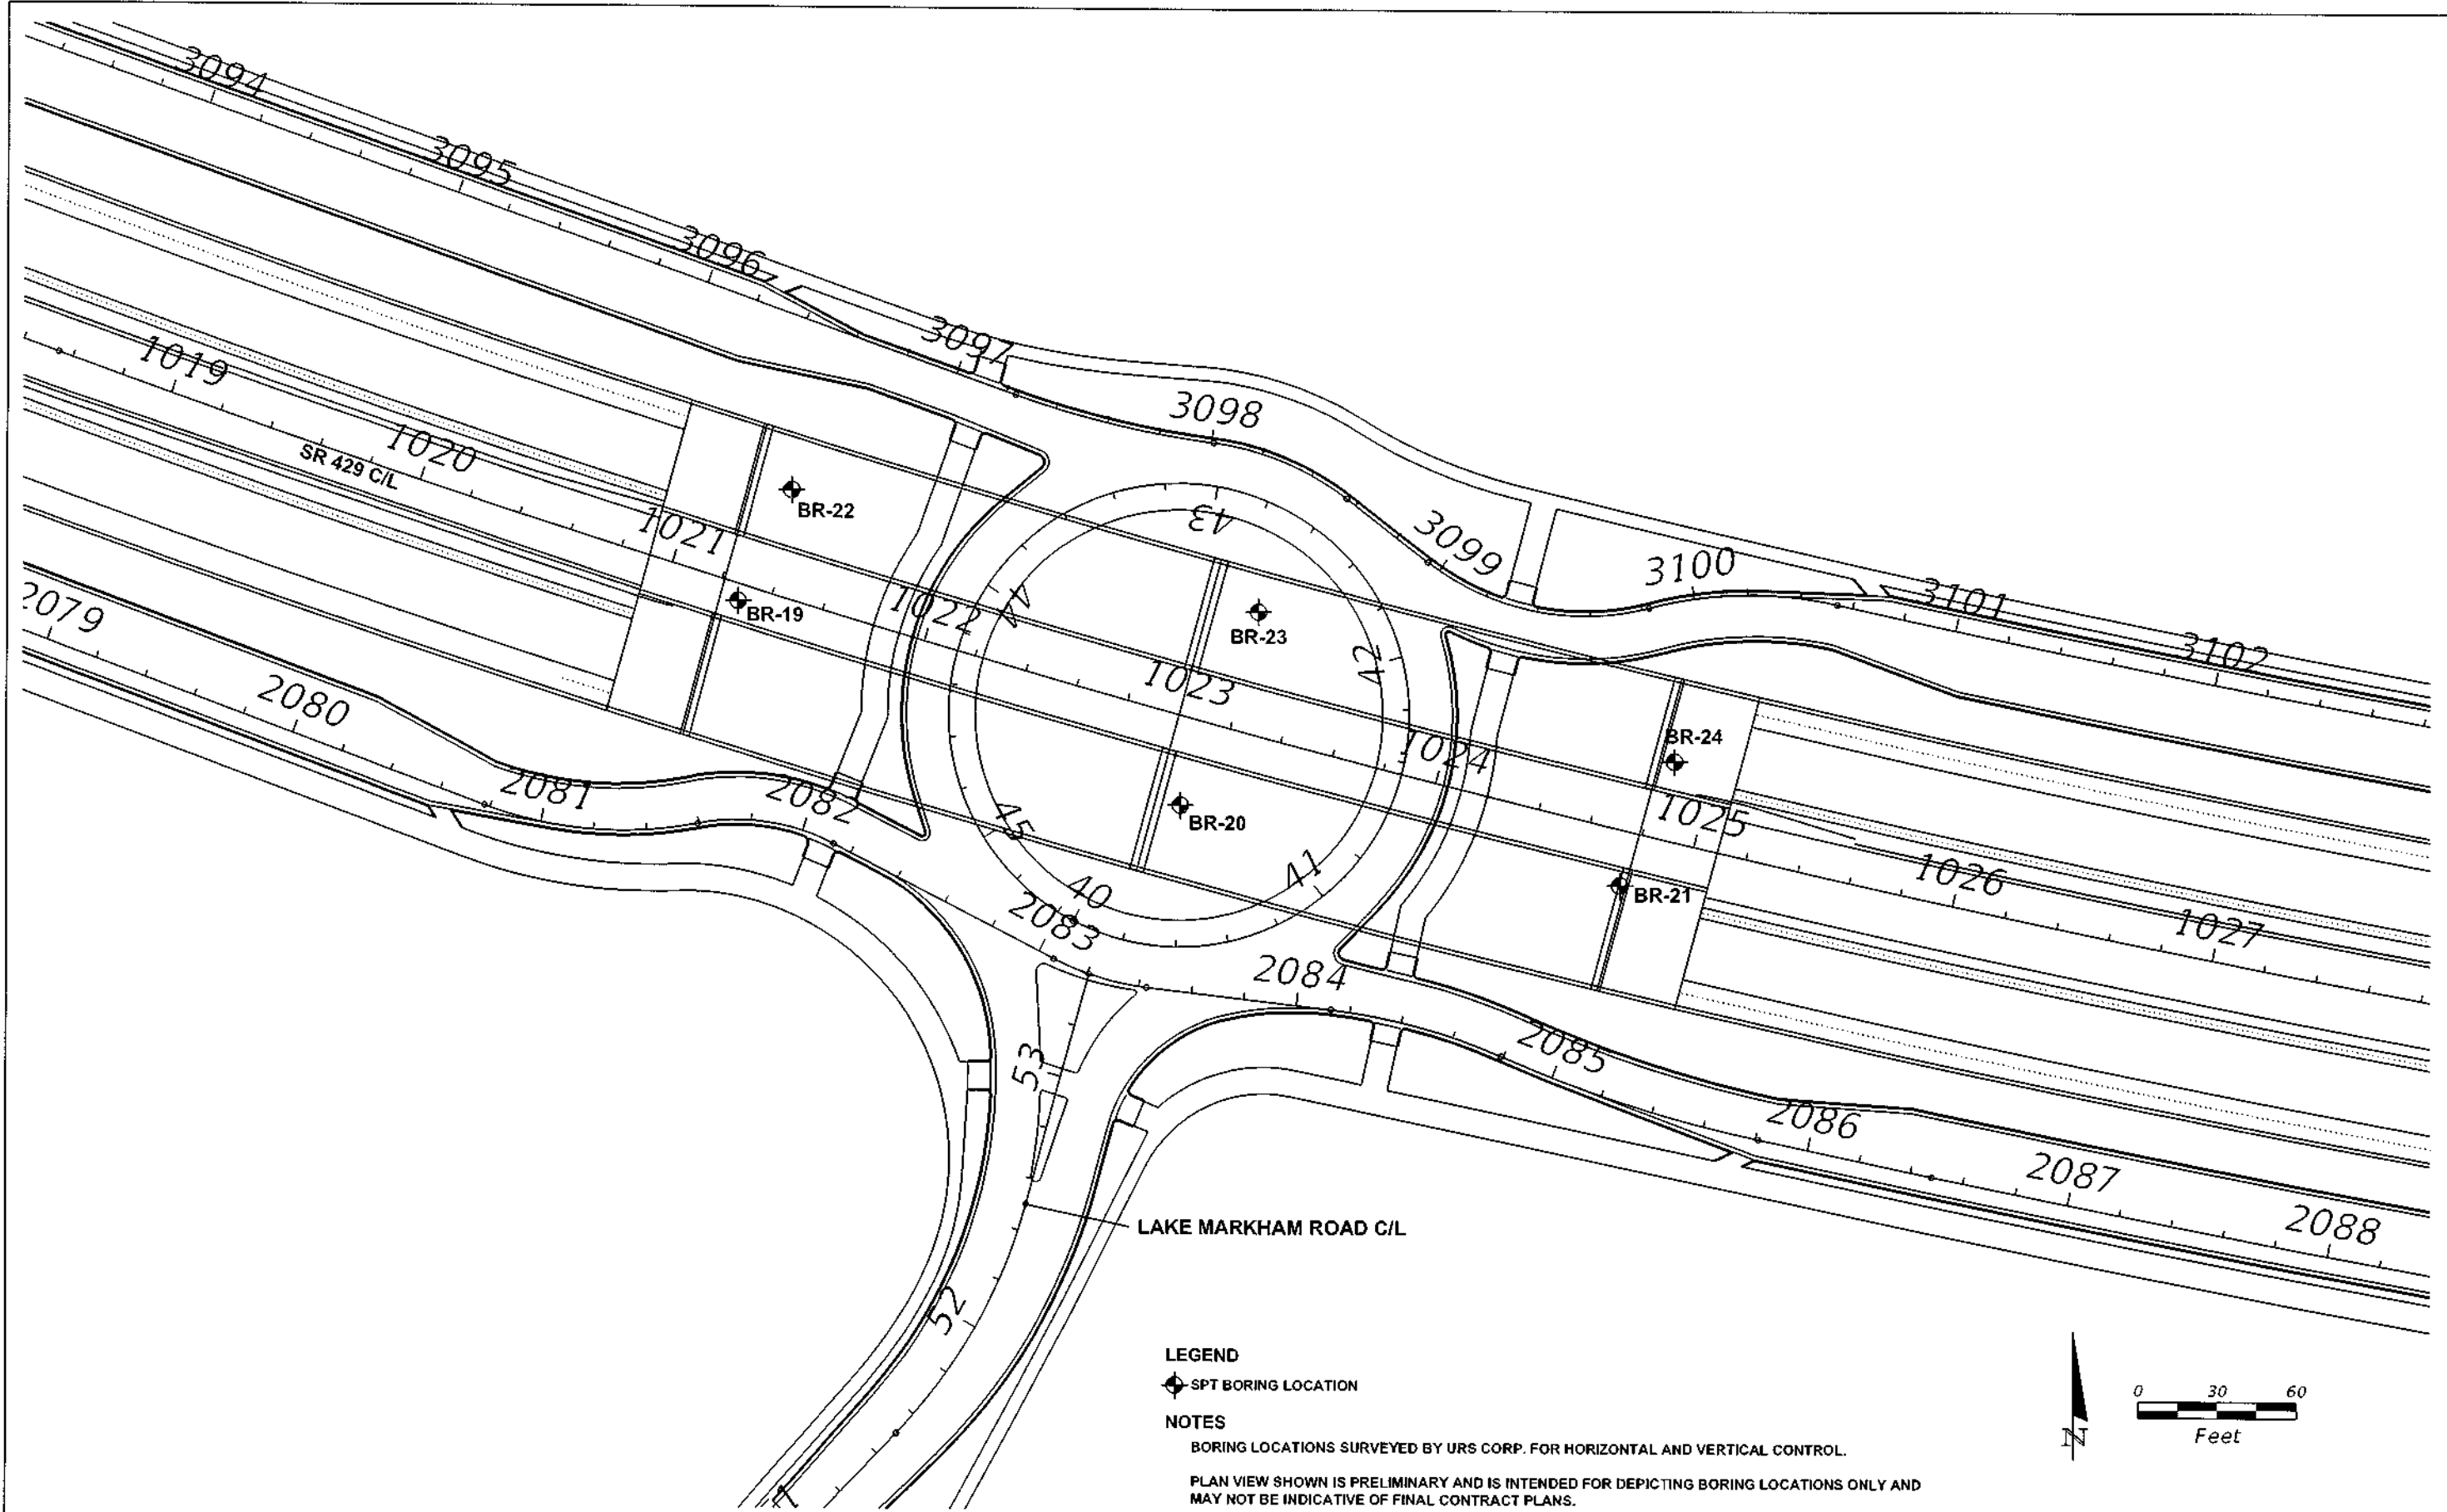 3094
3095
3096
3097
3098
3099
3100
3101
3102
1019
1020
SR 429 C/L
1021
1022
1023
1024
1025
1026
1027
BR-22
BR-19
BR-23
BR-20
BR-24
BR-21
43
44
42
45
41
40
2079
2080
2081
2082
2083
2084
2085
2086
2087
2088
53
52
LAKE MARKHAM ROAD C/L
LEGEND
SPT BORING LOCATION
NOTES
BORING LOCATIONS SURVEYED BY URS CORP. FOR HORIZONTAL AND VERTICAL CONTROL.
PLAN VIEW SHOWN IS PRELIMINARY AND IS INTENDED FOR DEPICTING BORING LOCATIONS ONLY AND
MAY NOT BE INDICATIVE OF FINAL CONTRACT PLANS.
N
0 30 60
Feet